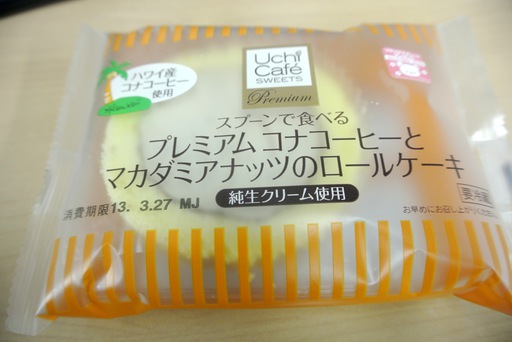 Uchi
Café
SWEETS
Premium
ハワイ産
コナコーヒー
使用
スプーンで食べる
プレミアム コナコーヒーと
マカダミアナッツのロールケーキ
純生クリーム使用
消費期限13. 3.27 MJ
要冷蔵
お早めにお召し上がりください